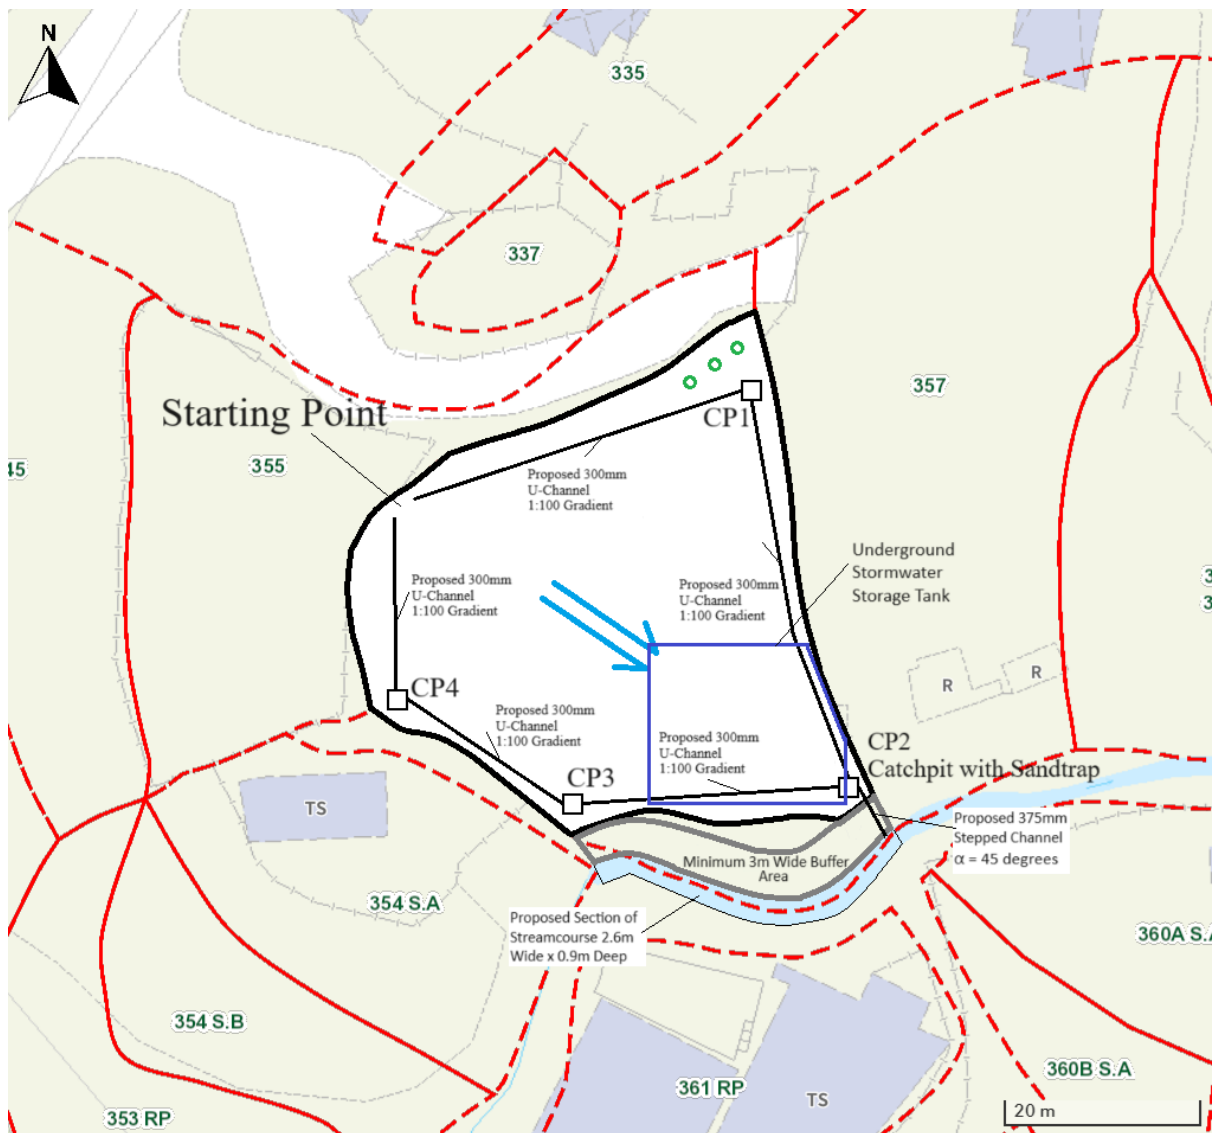 N
335
337
357
Starting Point
CP1
45
355
Proposed 300mm
U-Channel
1:100 Gradient
Underground
Stormwater
Storage Tank
Proposed 300mm
U-Channel
1:100 Gradient
Proposed 300mm
U-Channel
1:100 Gradient
3
3
R
R
CP4
Proposed 300mm
U-Channel
1:100 Gradient
Proposed 300mm
U-Channel
1:100 Gradient
CP2
Catchpit with Sandtrap
CP3
TS
Proposed 375mm
Stepped Channel
α = 45 degrees
Minimum 3m Wide Buffer
Area
354 S.A
Proposed Section of
Streamcourse 2.6m
Wide x 0.9m Deep
360A S.
354 S.B
360B S.A
361 RP
TS
353 RP
20 m